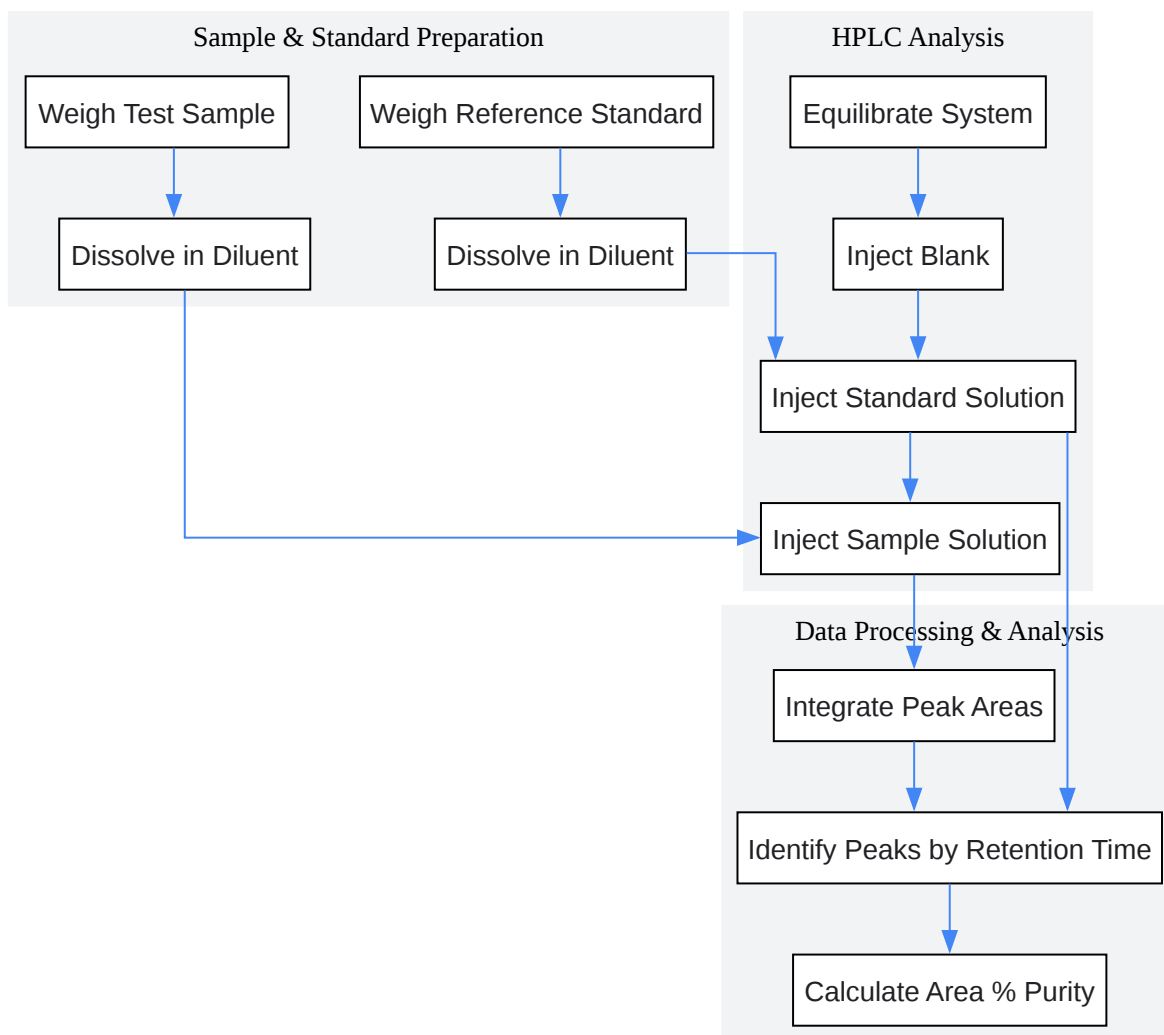 Sample & Standard Preparation
Weigh Test Sample
Weigh Reference Standard
Dissolve in Diluent
Dissolve in Diluent
HPLC Analysis
Equilibrate System
Inject Blank
Inject Standard Solution
Inject Sample Solution
Data Processing & Analysis
Integrate Peak Areas
Identify Peaks by Retention Time
Calculate Area % Purity